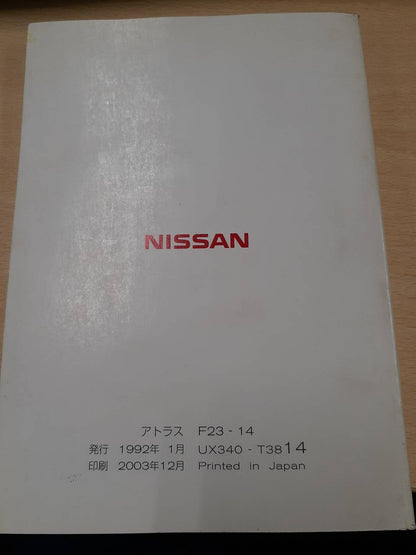 NISSAN
アトラス F23 - 14
発行 1992年 1月 UX340 - T3814
印刷 2003年12月 Printed in Japan